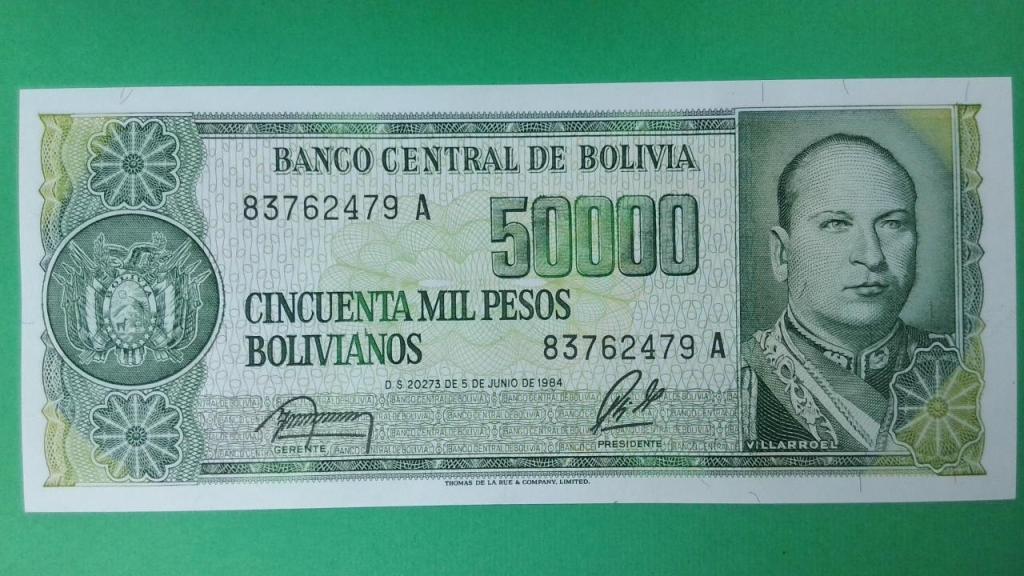 BANCO CENTRAL DE BOLIVIA
83762479 A
50000
CINCUENTA MIL PESOS
BOLIVIANOS
83762479 A
D.S. 20273 DE 5 DE JUNIO DE 1984
GERENTE
PRESIDENTE
VILLARROEL
THOMAS DE LA RUE & COMPANY, LIMITED.